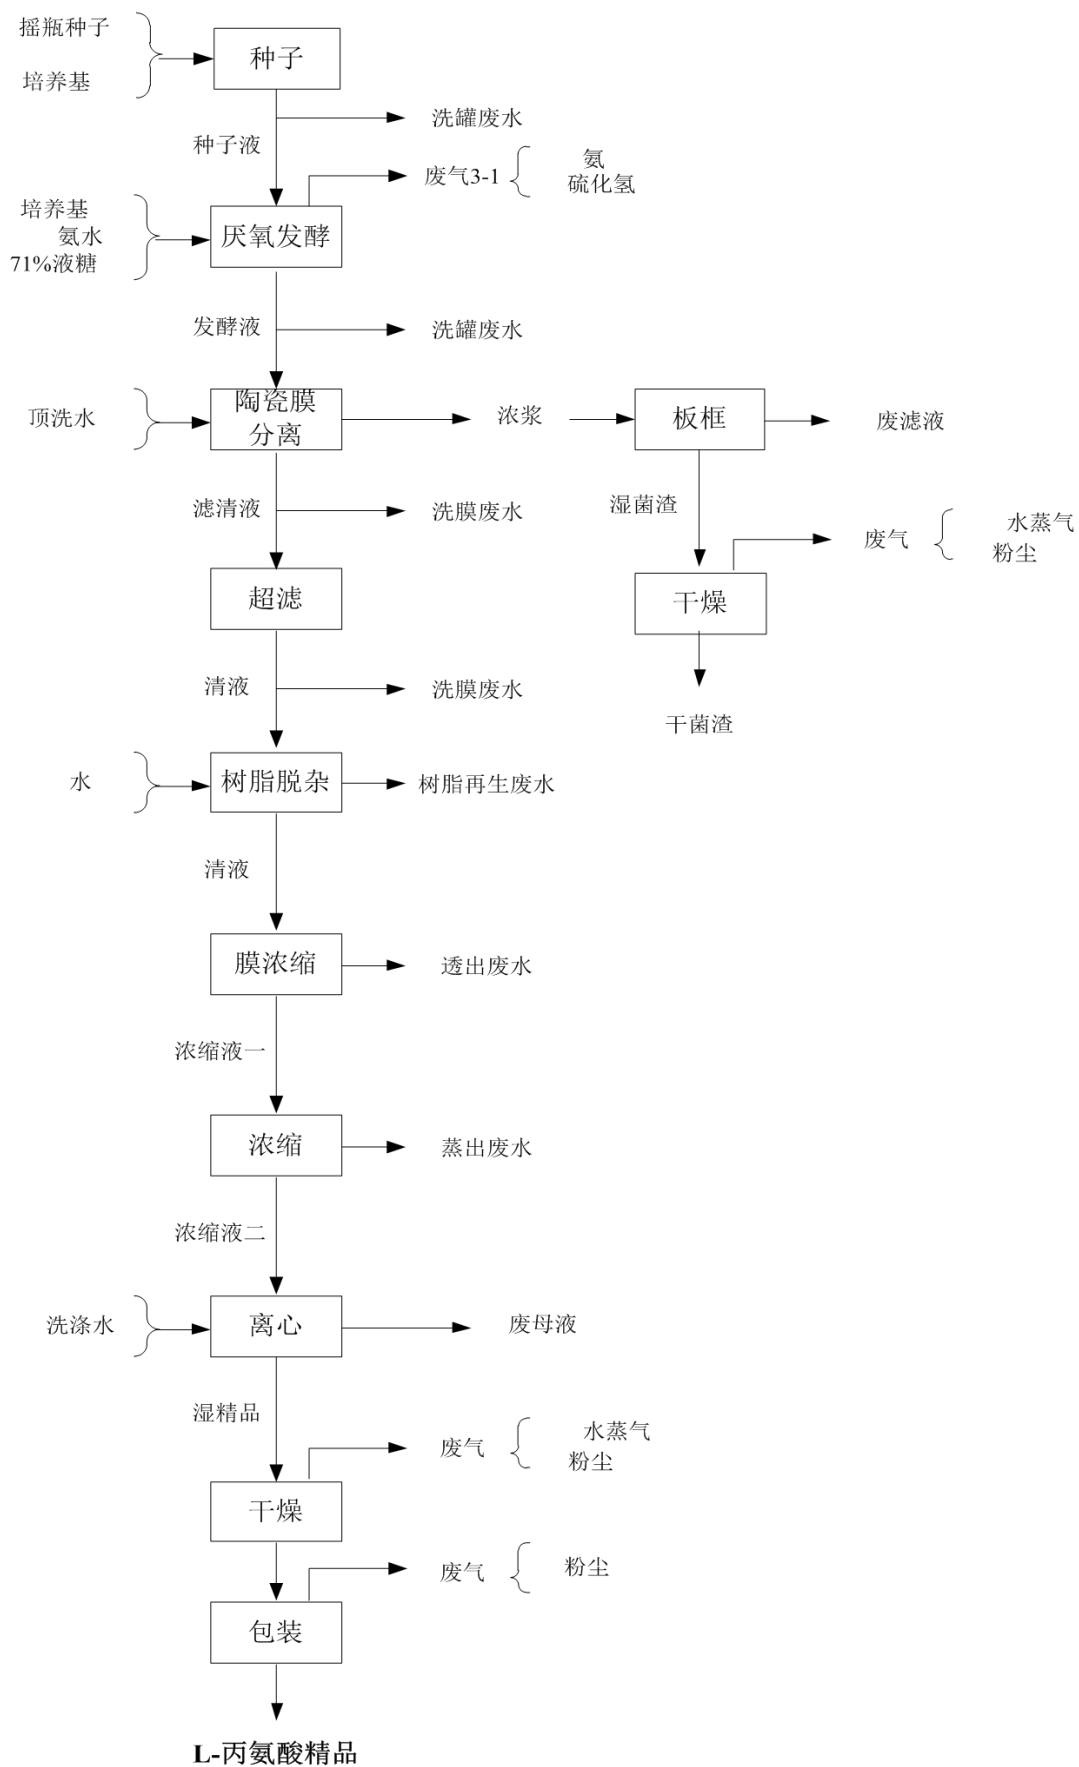 摇瓶种子
种子
培养基
洗罐废水
种子液
氨
废气3-1
硫化氢
培养基
氨水
厌氧发酵
71%液糖
发酵液
洗罐废水
顶洗水
陶瓷膜
分离
浓浆
板框
废滤液
滤清液
洗膜废水
湿菌渣
水蒸气
废气
粉尘
超滤
干燥
清液
洗膜废水
干菌渣
水
树脂脱杂
树脂再生废水
清液
膜浓缩
透出废水
浓缩液一
浓缩
蒸出废水
浓缩液二
洗涤水
离心
废母液
湿精品
水蒸气
废气
粉尘
干燥
废气
粉尘
包装
L-丙氨酸精品